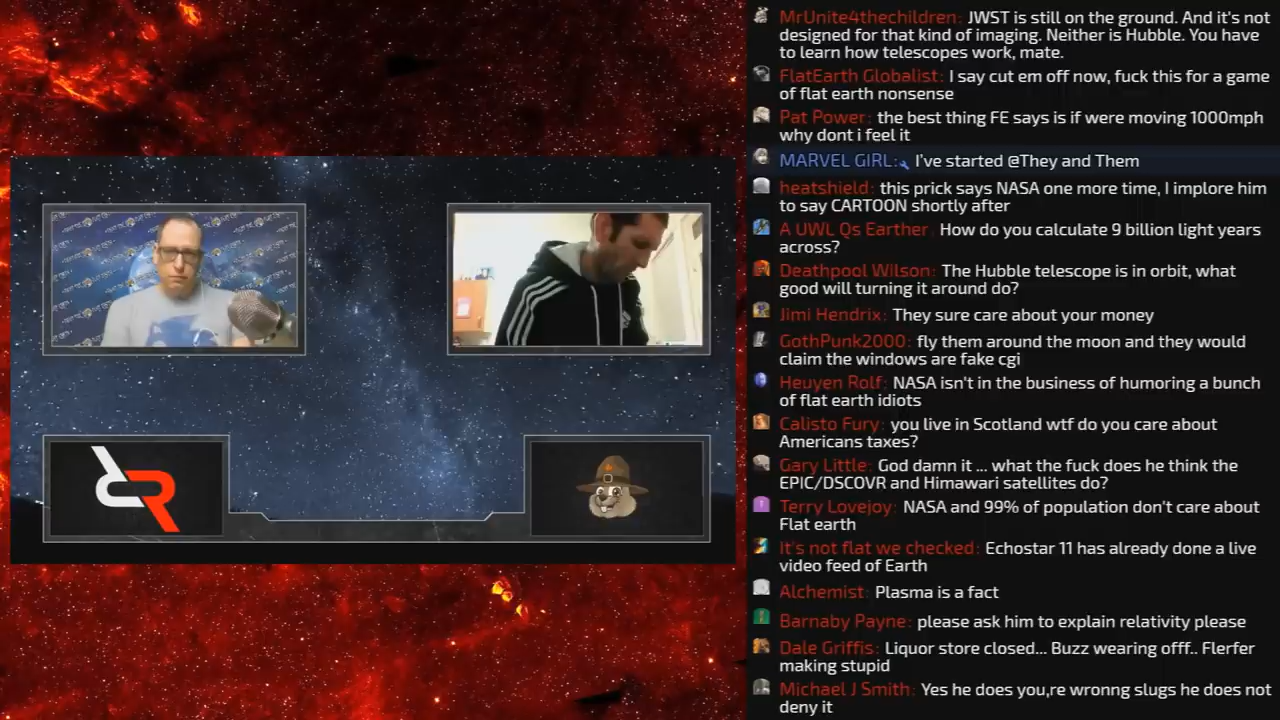 MrUnite4thechildren: JWST is still on the ground. And it's not
designed for that kind of imaging. Neither is Hubble. You have
to learn how telescopes work, mate.
FlatEarth Globalist: I say cut em off now, fuck this for a game
of flat earth nonsense
Pat Power: the best thing FE says is if were moving 1000mph
why dont i feel it
MARVEL GIRL: I've started @They and Them
heatshield: this prick says NASA one more time, I implore him
to say CARTOON shortly after
A UWL Qs Earther: How do you calculate 9 billion light years
across?
Deathpool Wilson: The Hubble telescope is in orbit, what
good will turning it around do?
Jimi Hendrix: They sure care about your money
GothPunk2000: fly them around the moon and they would
claim the windows are fake cgi
Heuyen Rolf: NASA isn't in the business of humoring a bunch
of flat earth idiots
Calisto Fury: you live in Scotland wtf do you care about
Americans taxes?
Gary Little: God damn it ... what the fuck does he think the
EPIC/DSCOVR and Himawari satellites do?
Terry Lovejoy: NASA and 99% of population don't care about
Flat earth
It's not flat we checked: Echostar 11 has already done a live
video feed of Earth
Alchemist: Plasma is a fact
Barnaby Payne: please ask him to explain relativity please
Dale Griffis: Liquor store closed... Buzz wearing offf.. Flerfer
making stupid
Michael J Smith: Yes he does you,re wronng slugs he does not
deny it